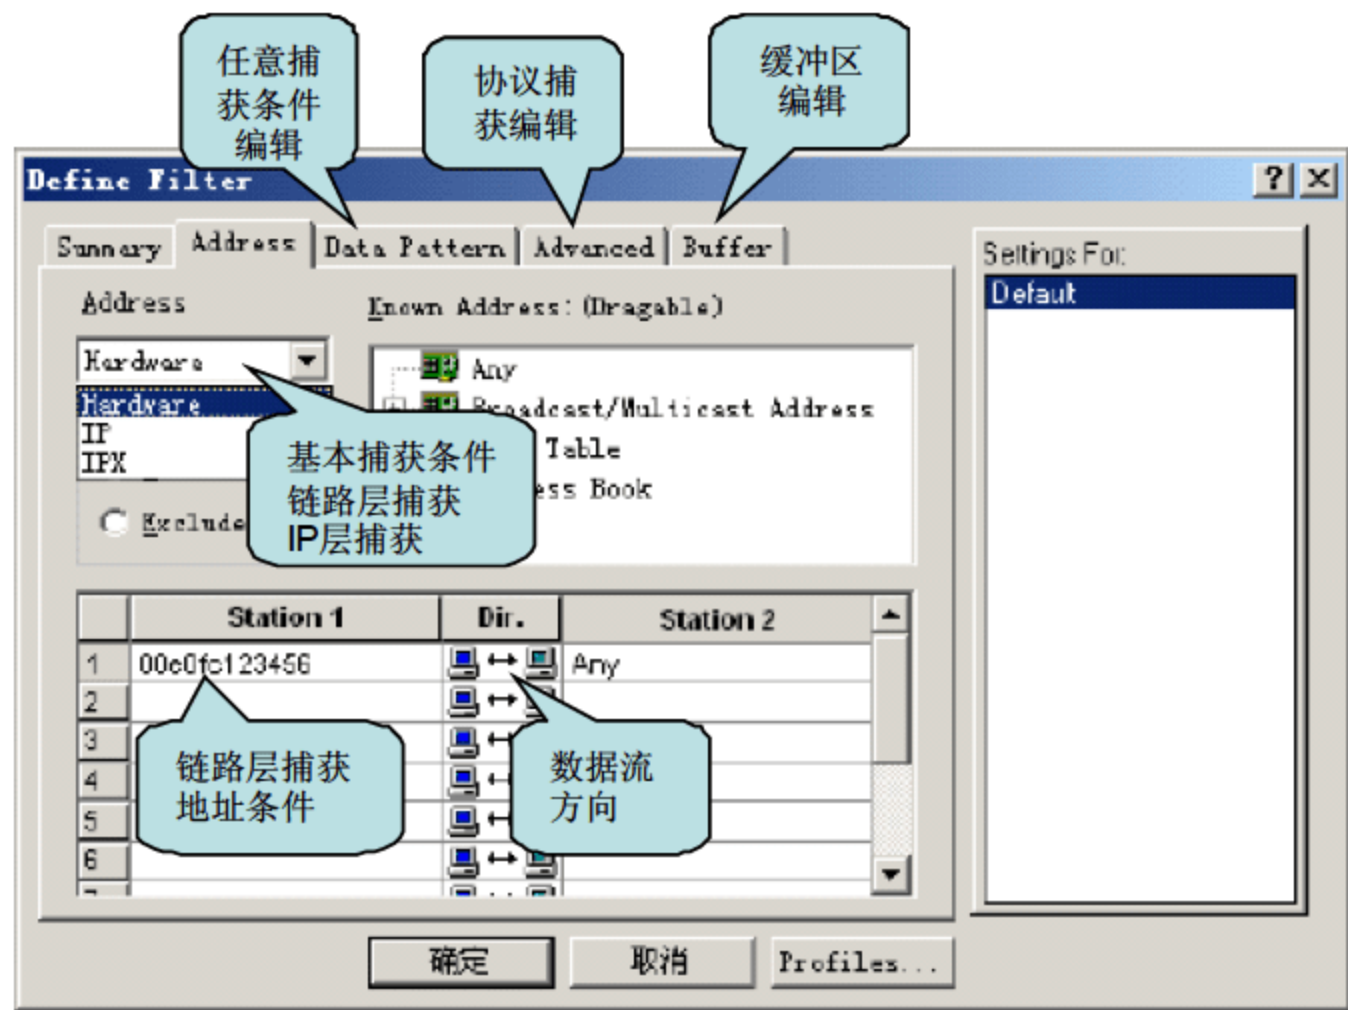 任意捕
获条件
编辑
协议捕
获编辑
缓冲区
编辑
Define Filter
Summary
Address
Data Pattern
Advanced
Buffer
Settings For:
Default
Address
Known Address: (Dragable)
Hardware
Hardware
IP
IPX
Exclude
Any
Broadcast/Multicast Address
Table
Book
基本捕获条件
链路层捕获
IP层捕获
Station 1
Dir.
Station 2
1
00e0fc123456
Any
2
3
4
5
6
链路层捕获
地址条件
数据流
方向
确定
取消
Profiles...